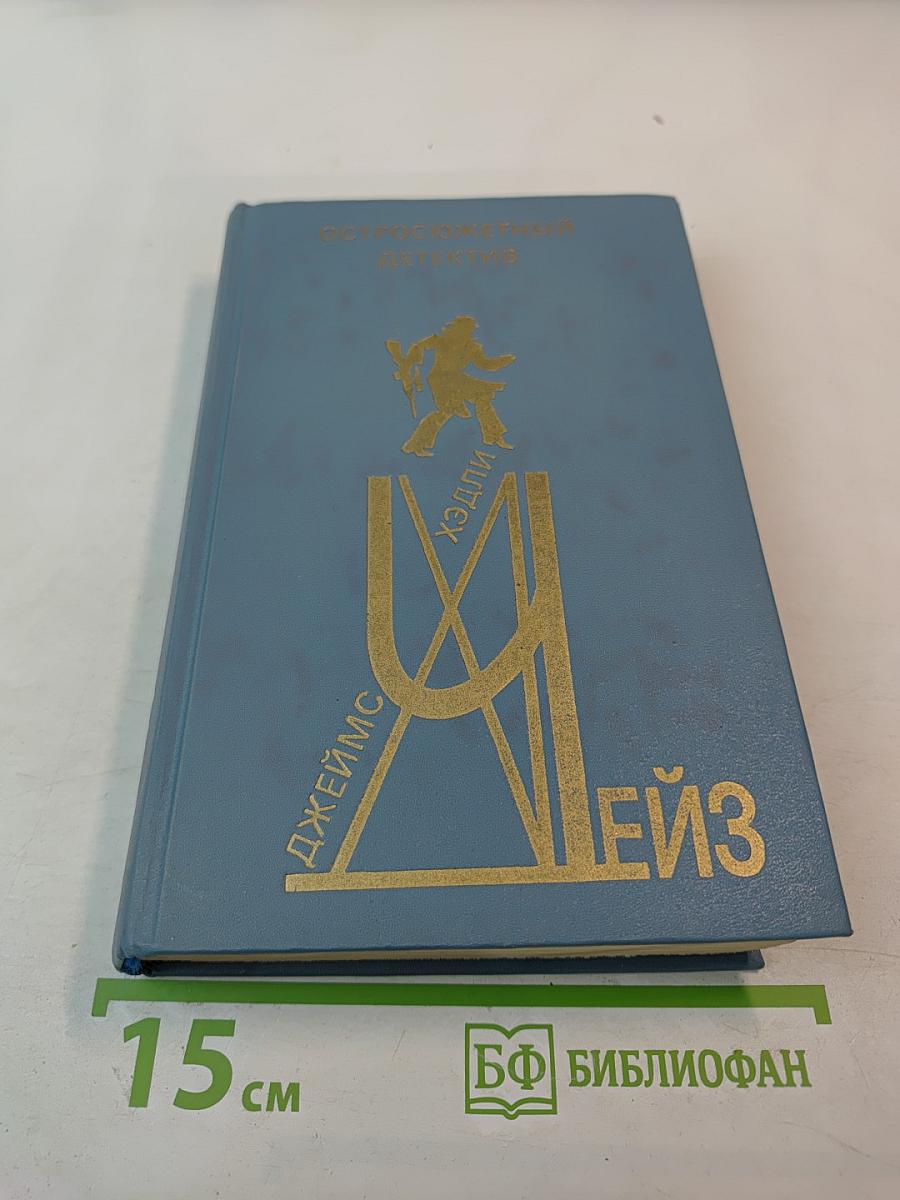 ОСТРОСЮЖЕТНЫЙ
ДЕТЕКТИВ
ДЖЕЙМС
ХЭДЛИ
ЧЕЙЗ
15 см
БФ БИБЛИОФАН